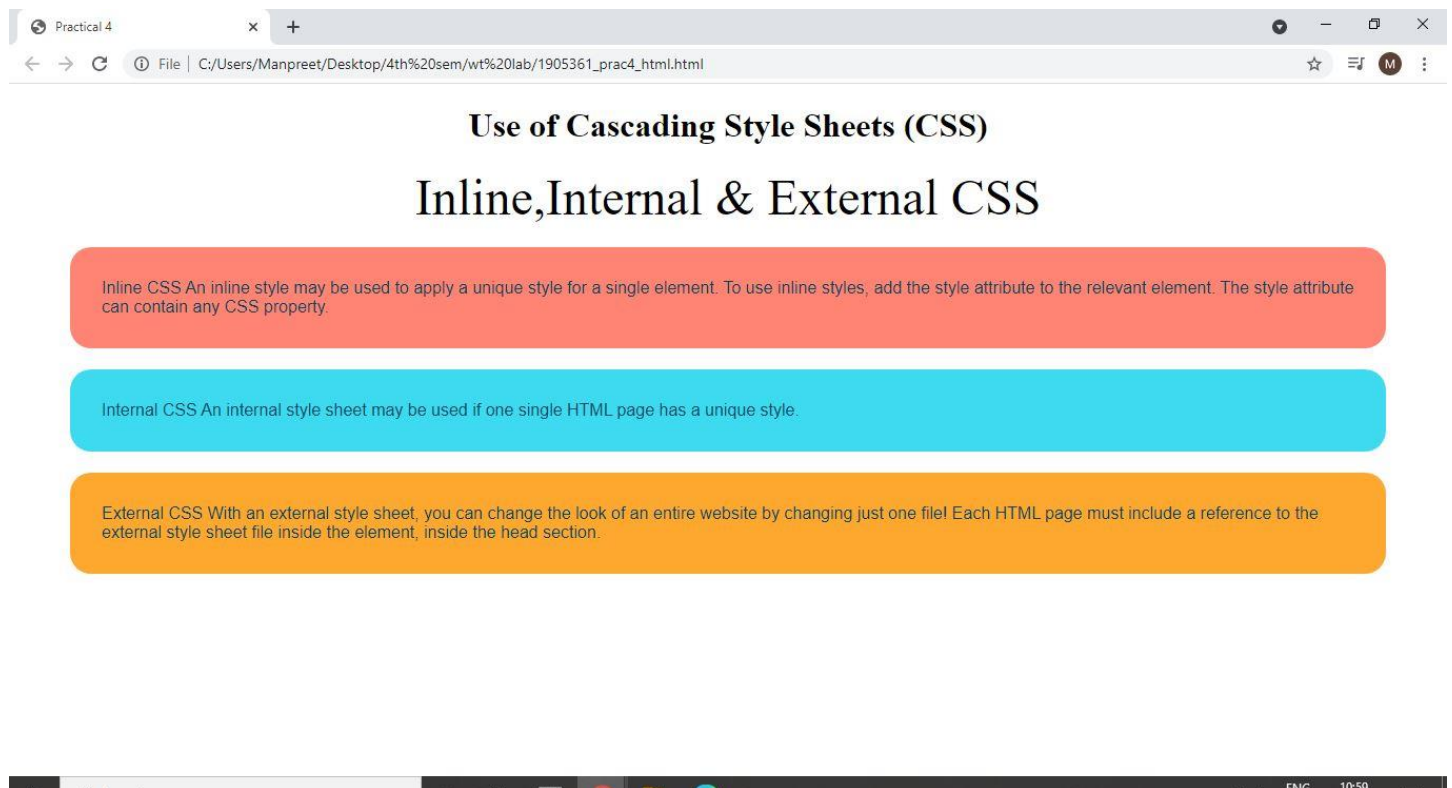 Practical 4
File | C:/Users/Manpreet/Desktop/4th%20sem/wt%20lab/1905361_prac4_html.html
M
Use of Cascading Style Sheets (CSS)
Inline,Internal & External CSS
Inline CSS An inline style may be used to apply a unique style for a single element. To use inline styles, add the style attribute to the relevant element. The style attribute
can contain any CSS property.
Internal CSS An internal style sheet may be used if one single HTML page has a unique style.
External CSS With an external style sheet, you can change the look of an entire website by changing just one file! Each HTML page must include a reference to the
external style sheet file inside the element, inside the head section.
ENG 10:59